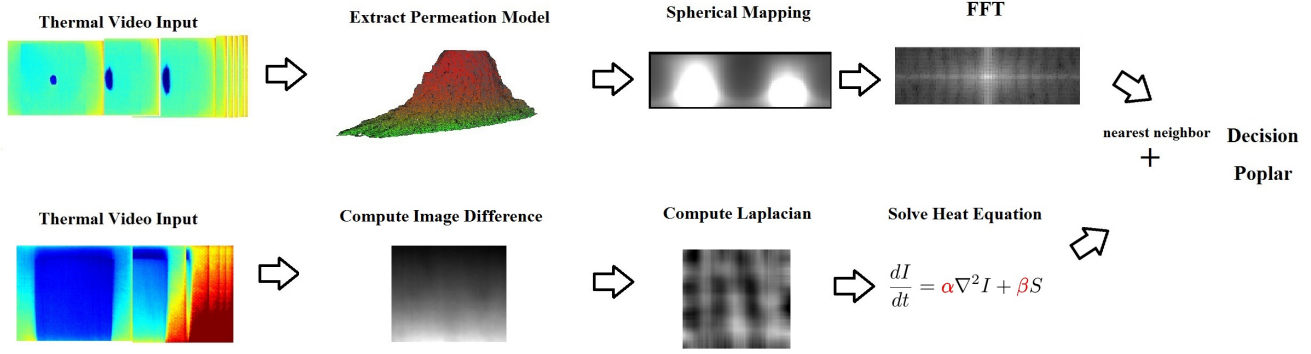 Thermal Video Input
Extract Permeation Model
Spherical Mapping
FFT
nearest neighbor
+
Decision
Poplar
Thermal Video Input
Compute Image Difference
Compute Laplacian
Solve Heat Equation
dI/dt = α∇²I + βS